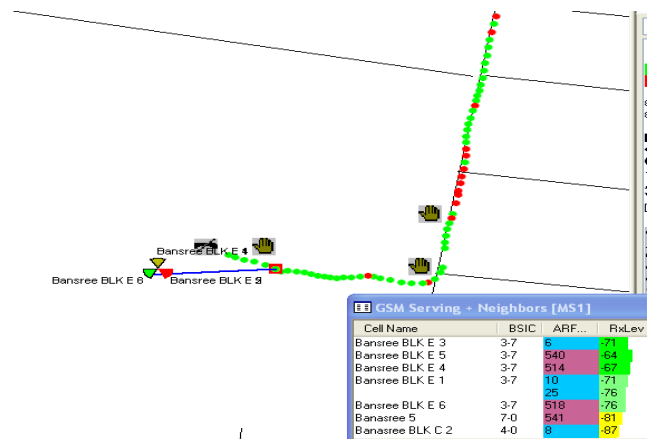 Bansree BLK E 4
Bansree BLK E 6
Bansree BLK E
GSM Serving + Neighbors [MS1]
Cell Name BSIC ARF... RxLev
Bansree BLK E 3 3-7 6 -71
Bansree BLK E 5 3-7 540 -64
Bansree BLK E 4 3-7 514 -67
Bansree BLK E 1 3-7 10 -71
25 -76
Bansree BLK E 6 3-7 518 -76
Banasree 5 7-0 541 -81
Banasree BLK C 2 4-0 8 -87